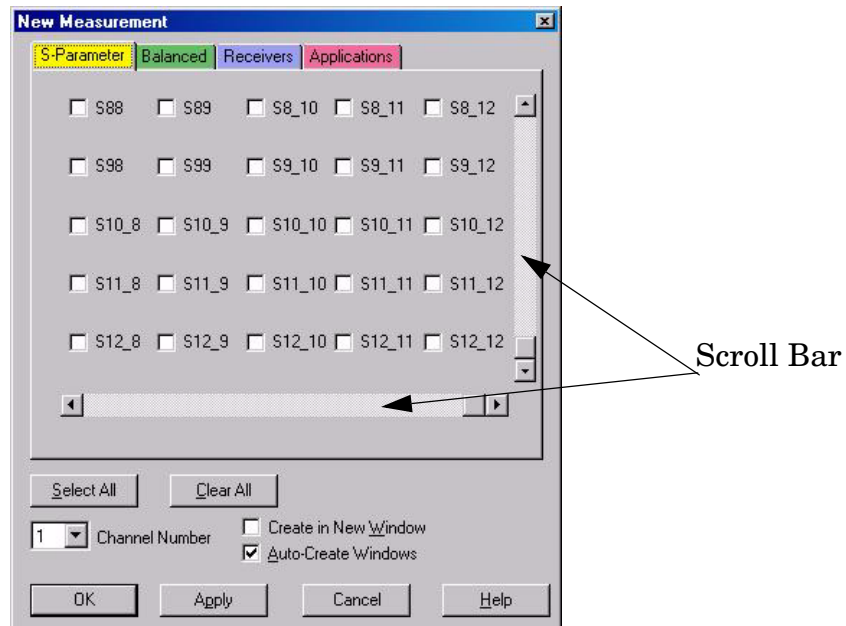 New Measurement
S-Parameter Balanced Receivers Applications
S88 S89 S8_10 S8_11 S8_12
S98 S99 S9_10 S9_11 S9_12
S10_8 S10_9 S10_10 S10_11 S10_12
S11_8 S11_9 S11_10 S11_11 S11_12
S12_8 S12_9 S12_10 S12_11 S12_12
Scroll Bar
Select All Clear All
1 Channel Number
Create in New Window
Auto-Create Windows
OK Apply Cancel Help